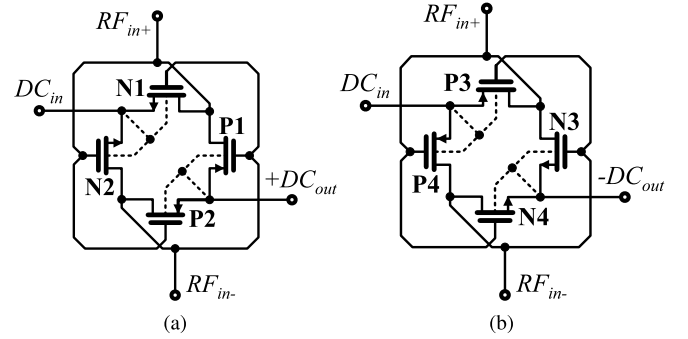 RFin+
DCin
N1
P1
N2
+DCout
P2
RFin-
(a)
RFin+
DCin
P3
N3
P4
-DCout
N4
RFin-
(b)